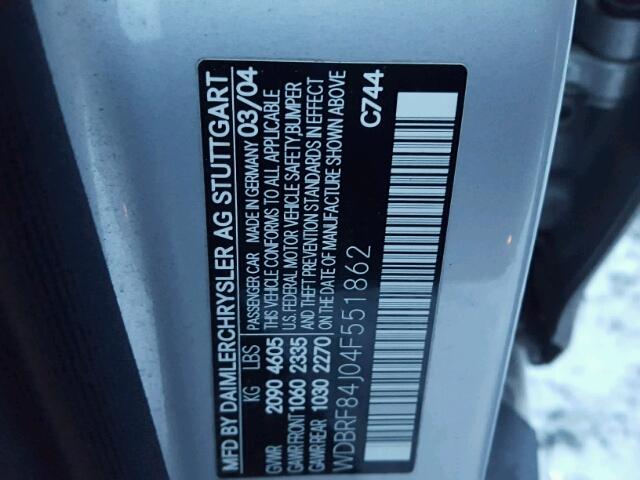 MFD BY DAIMLERCHRYSLER AG STUTTGART
KG LBS PASSENGER CAR MADE IN GERMANY 03/04
GVWR 2090 4605 THIS VEHICLE CONFORMS TO ALL APPLICABLE
GAWR FRONT 1060 2335 U.S. FEDERAL MOTOR VEHICLE SAFETY, BUMPER
GAWR REAR 1030 2270 AND THEFT PREVENTION STANDARDS IN EFFECT
ON THE DATE OF MANUFACTURE SHOWN ABOVE
WDBRF84J04F551862 C744